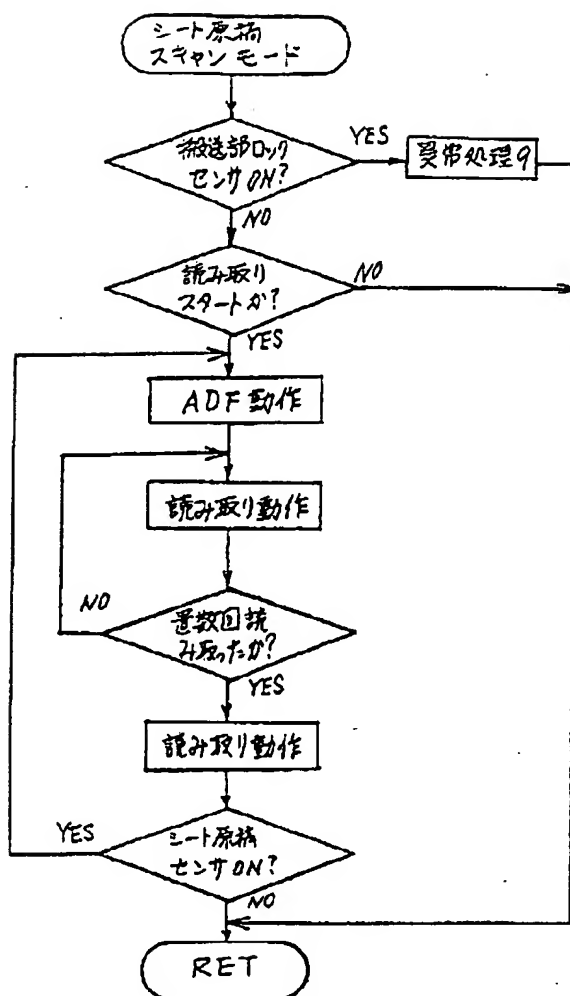 シート原稿
スキャンモード
搬送部ロック
センサON?
YES
異常処理9
NO
読み取り
スタートか?
NO
YES
ADF動作
読み取り動作
NO
置数回読
み取ったか?
YES
読み取り動作
YES
シート原稿
センサON?
NO
RET